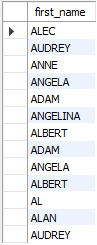 first_name
ALEC
AUDREY
ANNE
ANGELA
ADAM
ANGELINA
ALBERT
ADAM
ANGELA
ALBERT
AL
ALAN
AUDREY